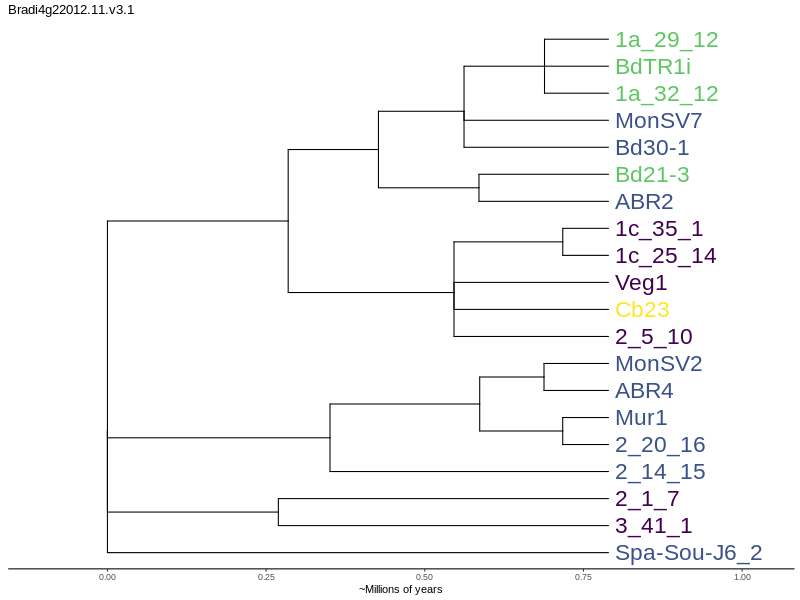 Bradi4g22012.11.v3.1
1a_29_12
BdTR1i
1a_32_12
MonSV7
Bd30-1
Bd21-3
ABR2
1c_35_1
1c_25_14
Veg1
Cb23
2_5_10
MonSV2
ABR4
Mur1
2_20_16
2_14_15
2_1_7
3_41_1
Spa-Sou-J6_2
0.00 0.25 0.50 0.75 1.00
~Millions of years